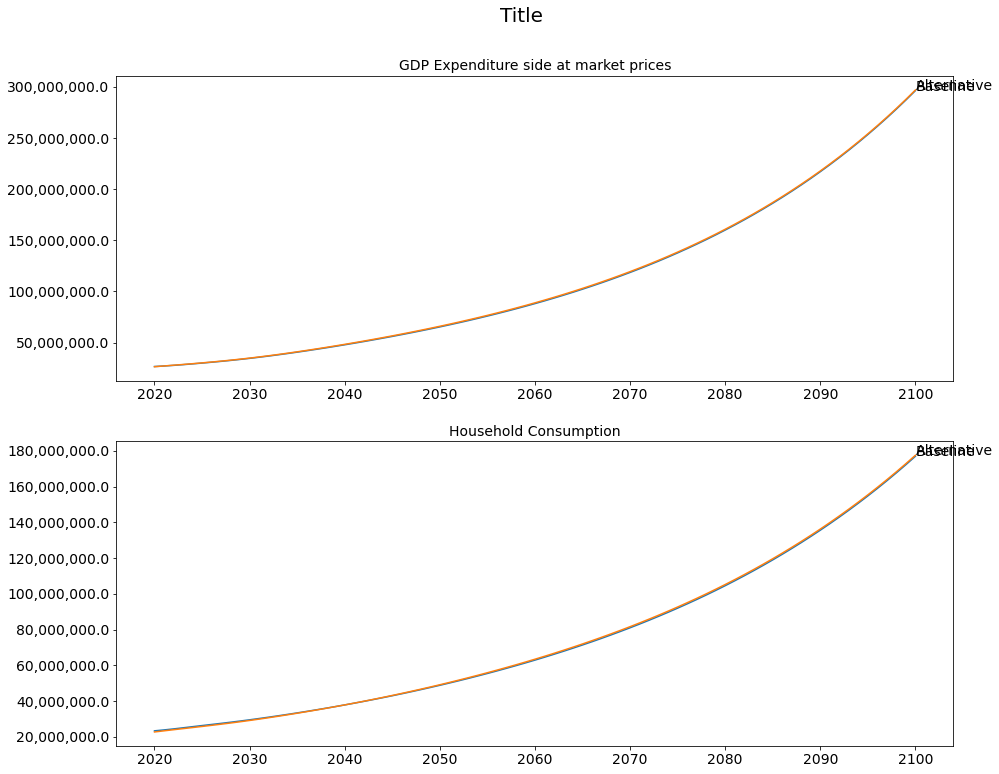 Title
GDP Expenditure side at market prices
300,000,000.0
250,000,000.0
200,000,000.0
150,000,000.0
100,000,000.0
50,000,000.0
Alternative
Baseline
2020 2030 2040 2050 2060 2070 2080 2090 2100
Household Consumption
180,000,000.0
160,000,000.0
140,000,000.0
120,000,000.0
100,000,000.0
80,000,000.0
60,000,000.0
40,000,000.0
20,000,000.0
Alternative
Baseline
2020 2030 2040 2050 2060 2070 2080 2090 2100